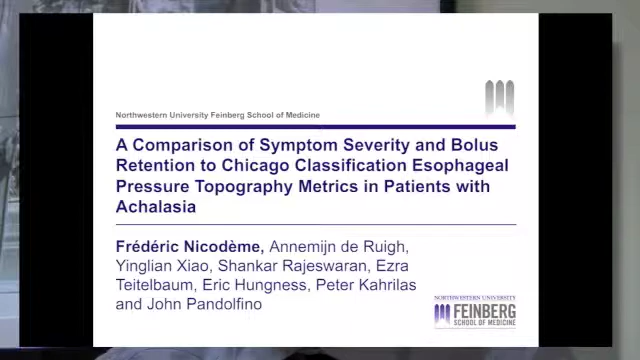 Northwestern University Feinberg School of Medicine
A Comparison of Symptom Severity and Bolus
Retention to Chicago Classification Esophageal
Pressure Topography Metrics in Patients with
Achalasia
Frédéric Nicodème, Annemijn de Ruigh,
Yinglian Xiao, Shankar Rajeswaran, Ezra
Teitelbaum, Eric Hungness, Peter Kahrilas
and John Pandolfino
NORTHWESTERN UNIVERSITY
FEINBERG
SCHOOL OF MEDICINE